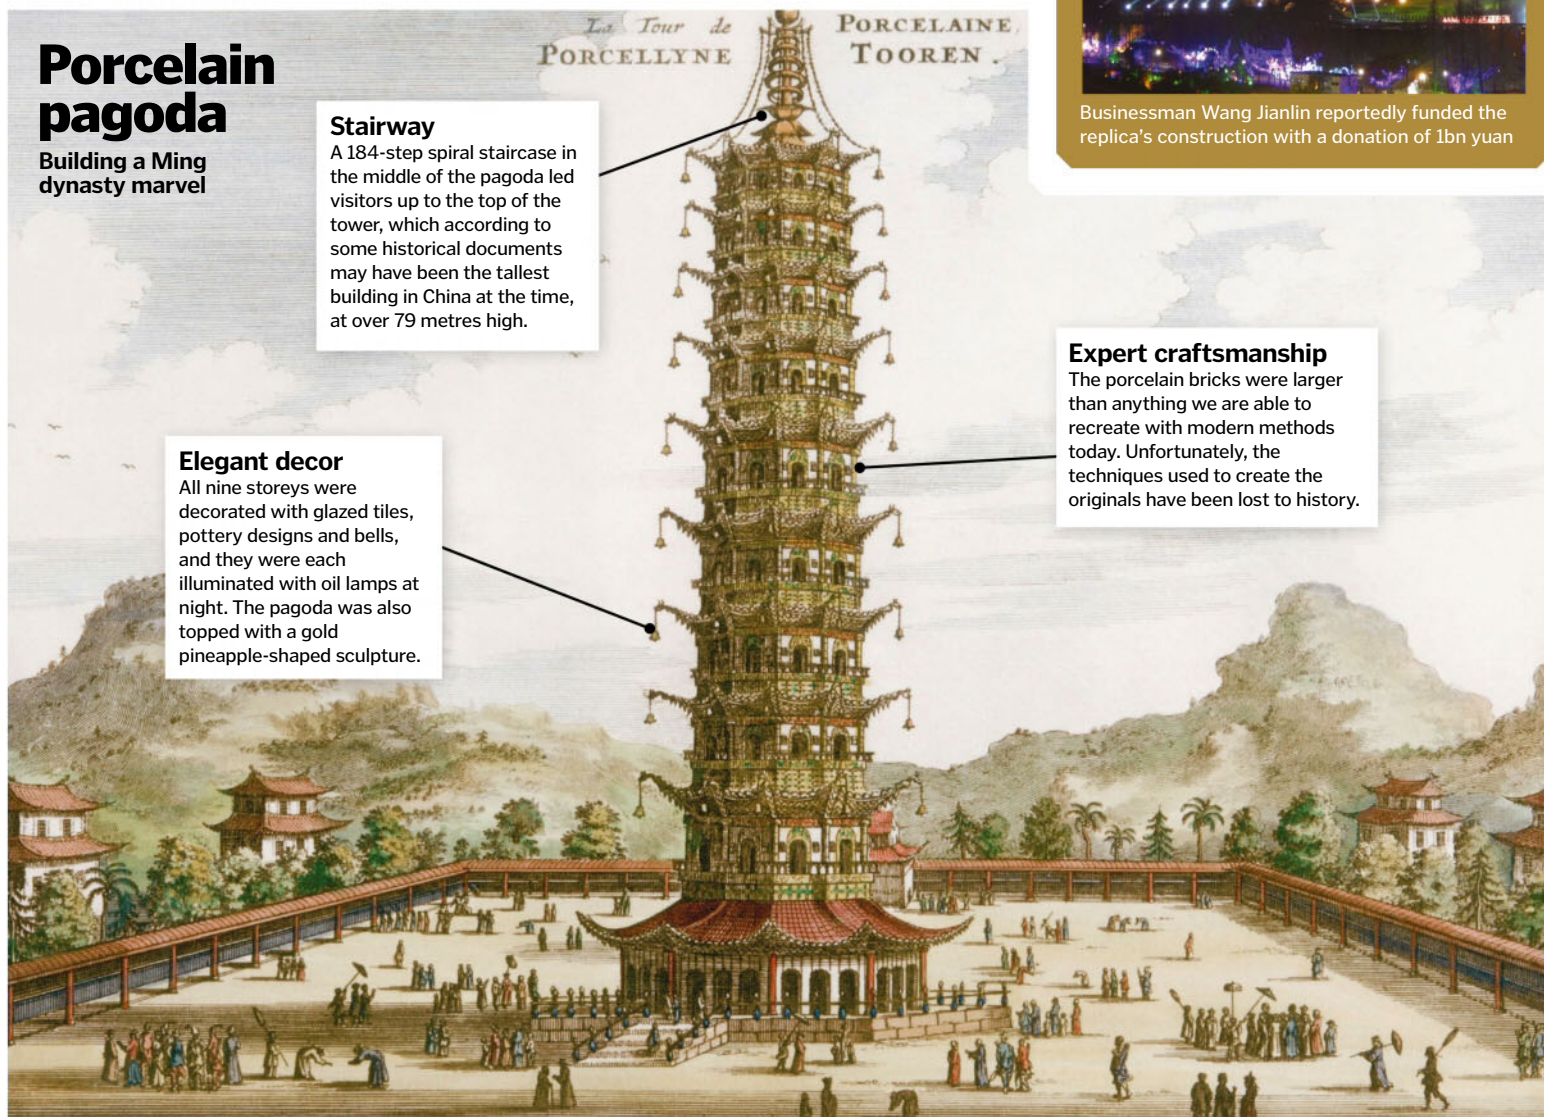 La Tour de PORCELAINE,
PORCELLYNE TOOREN.
Porcelain
pagoda
Building a Ming
dynasty marvel
Stairway
A 184-step spiral staircase in
the middle of the pagoda led
visitors up to the top of the
tower, which according to
some historical documents
may have been the tallest
building in China at the time,
at over 79 metres high.
Businessman Wang Jianlin reportedly funded the
replica's construction with a donation of 1bn yuan
Expert craftsmanship
The porcelain bricks were larger
than anything we are able to
recreate with modern methods
today. Unfortunately, the
techniques used to create the
originals have been lost to history.
Elegant decor
All nine storeys were
decorated with glazed tiles,
pottery designs and bells,
and they were each
illuminated with oil lamps at
night. The pagoda was also
topped with a gold
pineapple-shaped sculpture.